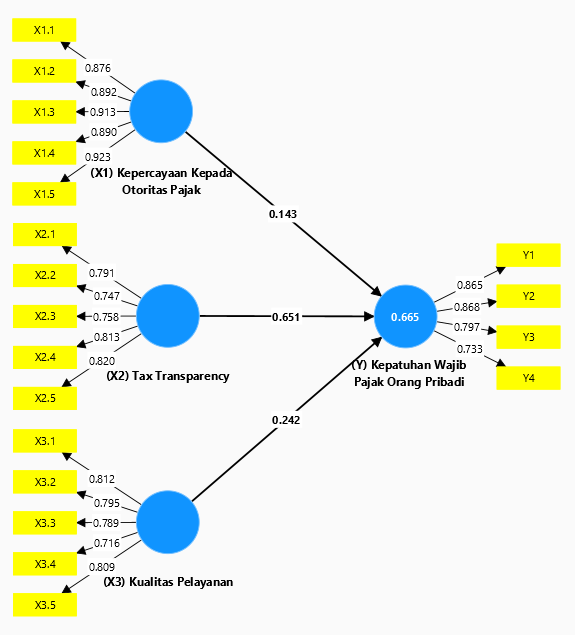 X1.1
0.876
X1.2
0.892
X1.3
0.913
X1.4
0.890
X1.5
0.923
(X1) Kepercayaan Kepada
Otoritas Pajak
0.143
X2.1
0.791
X2.2
0.747
X2.3
0.758
X2.4
0.813
X2.5
0.820
(X2) Tax Transparency
0.651
X3.1
0.812
X3.2
0.795
X3.3
0.789
X3.4
0.716
X3.5
0.809
(X3) Kualitas Pelayanan
0.242
0.665
(Y) Kepatuhan Wajib
Pajak Orang Pribadi
Y1
0.865
Y2
0.868
Y3
0.797
Y4
0.733